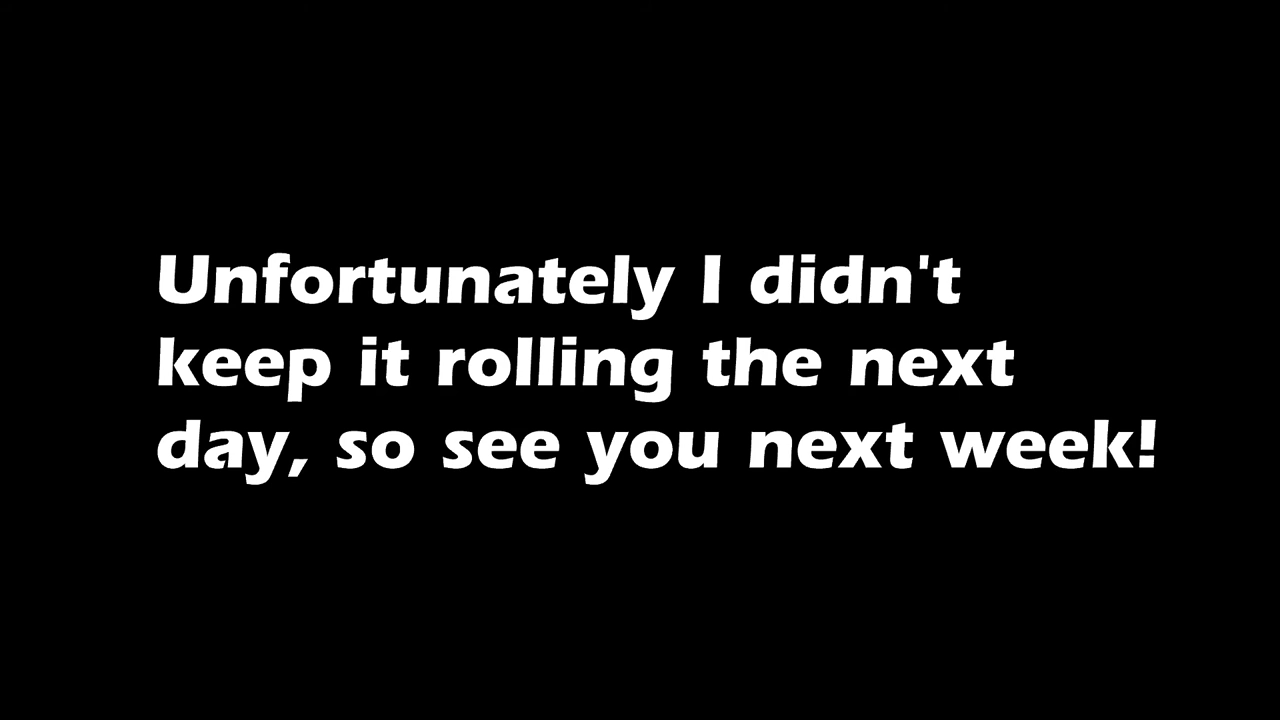 Unfortunately I didn't
keep it rolling the next
day, so see you next week!